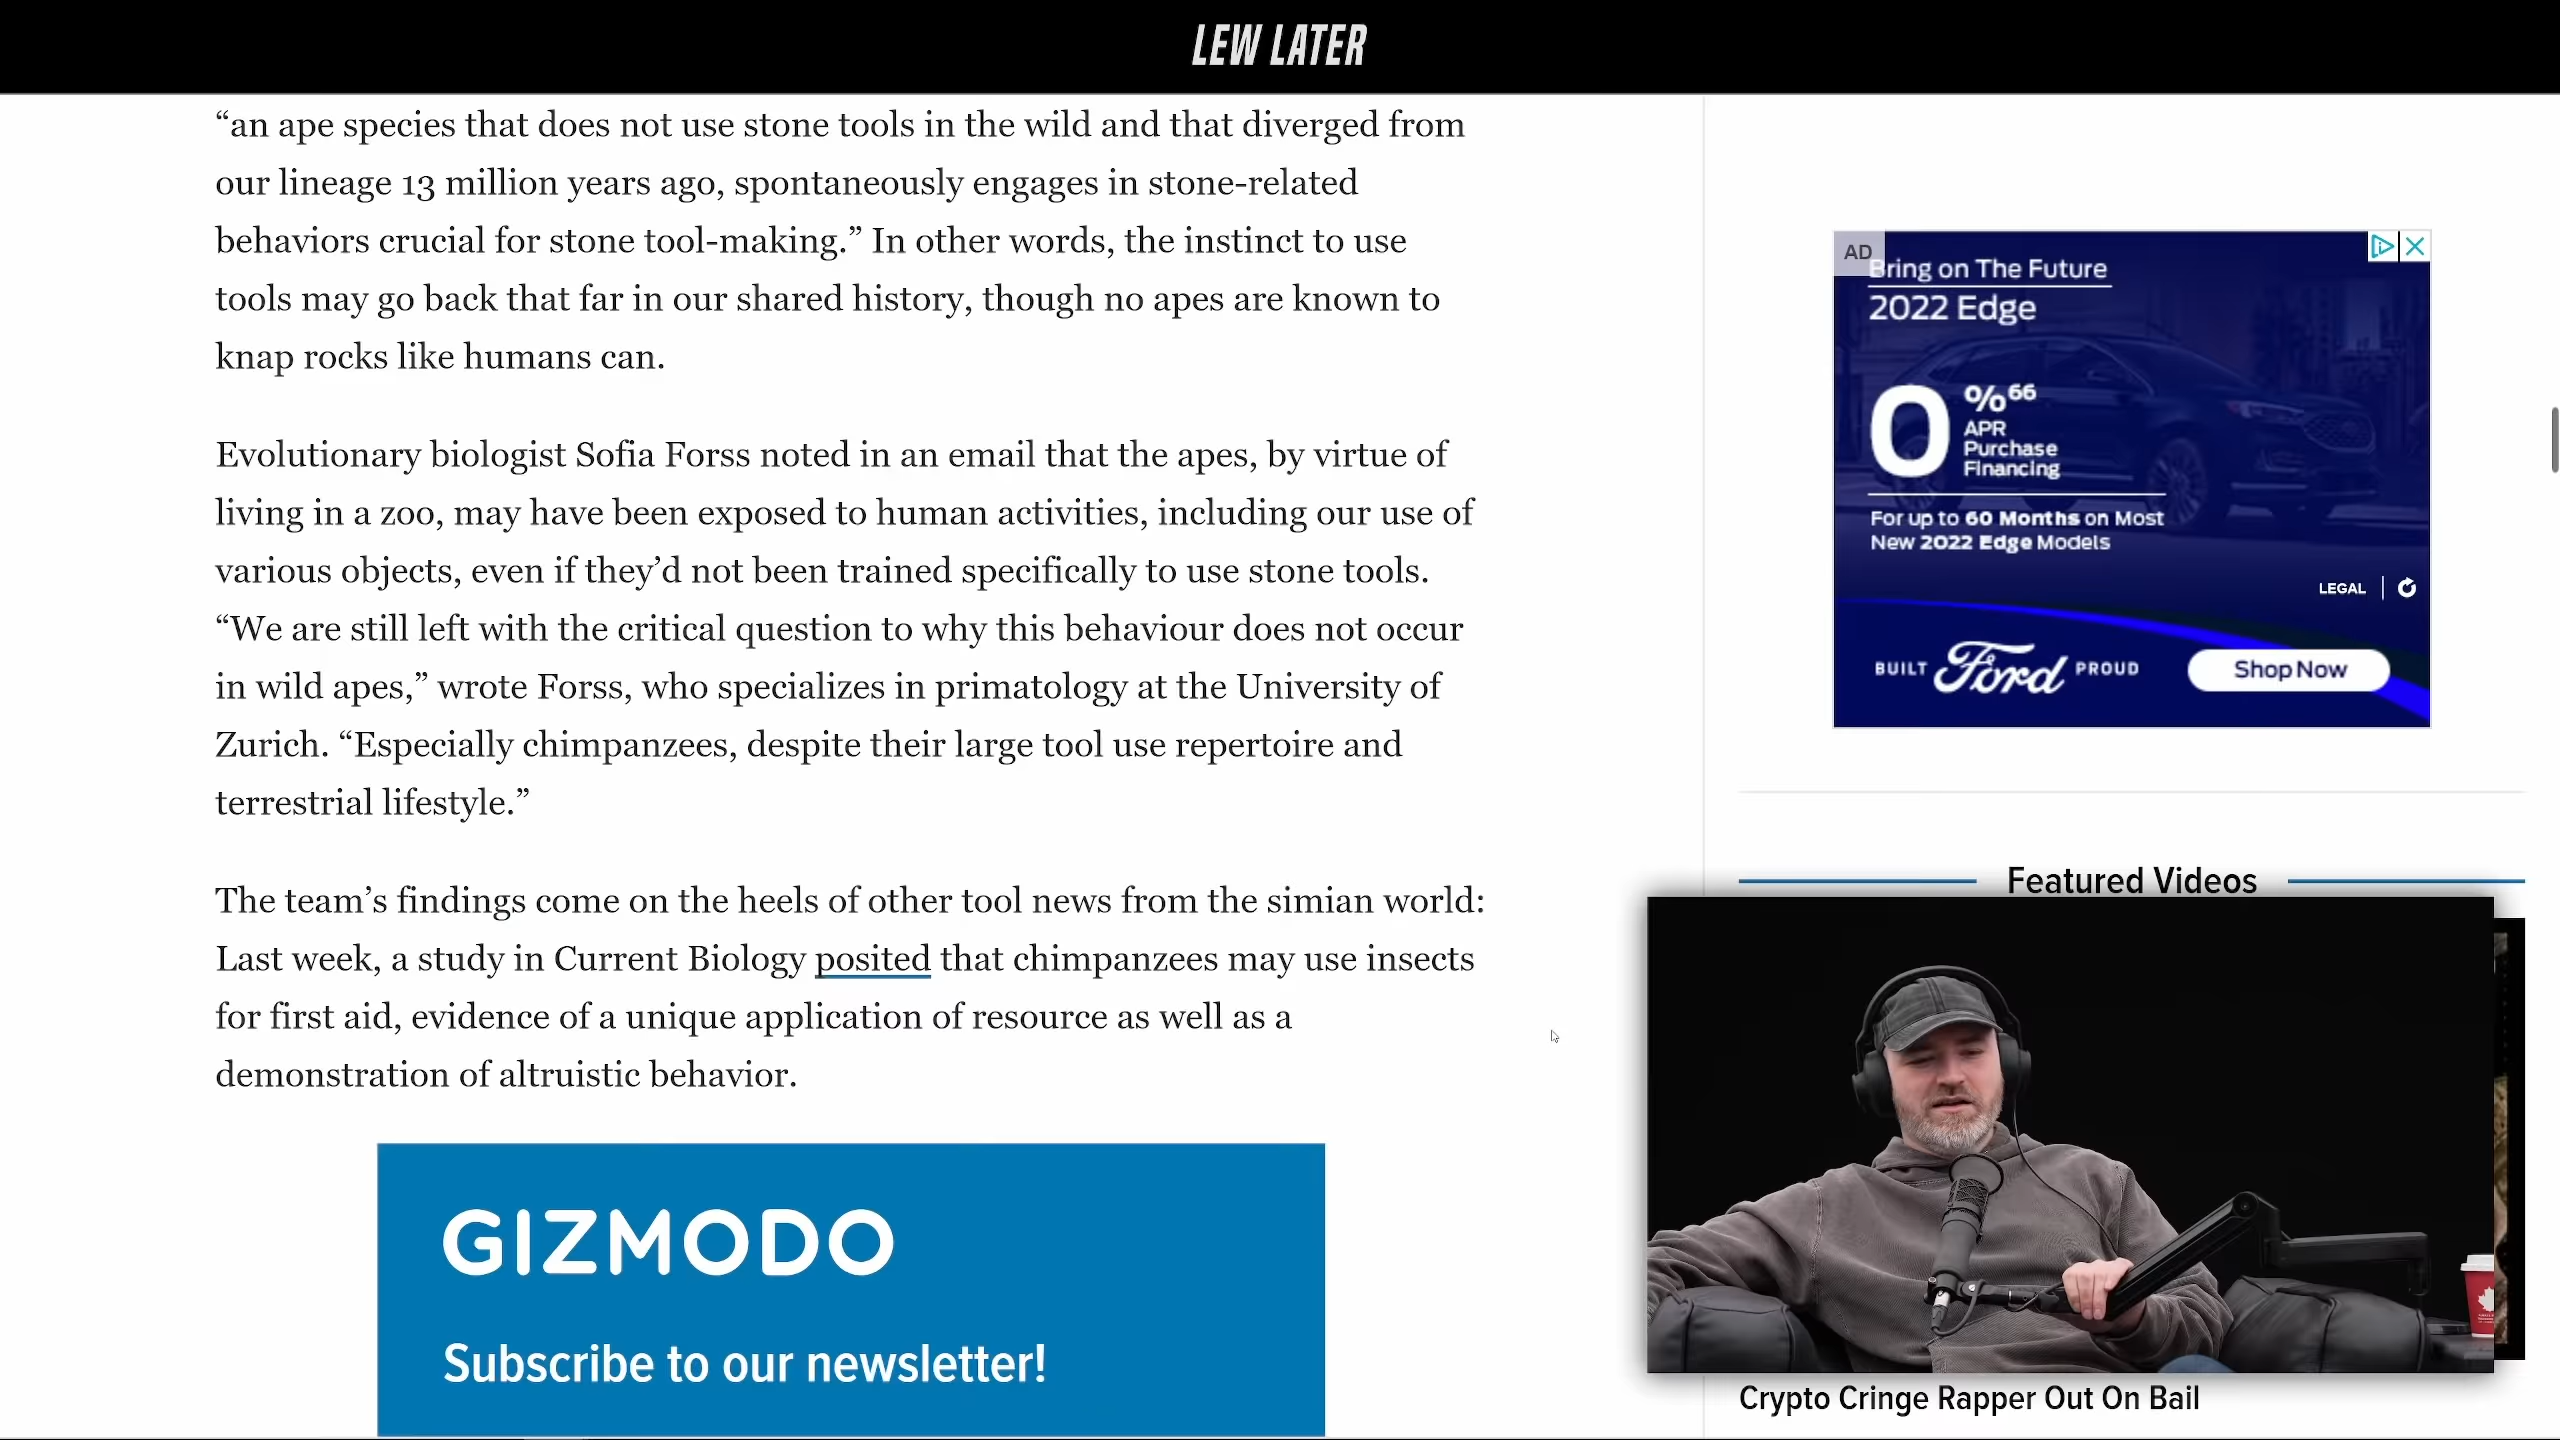 LEW LATER
“an ape species that does not use stone tools in the wild and that diverged from
our lineage 13 million years ago, spontaneously engages in stone-related
behaviors crucial for stone tool-making.” In other words, the instinct to use
tools may go back that far in our shared history, though no apes are known to
knap rocks like humans can.
Evolutionary biologist Sofia Forss noted in an email that the apes, by virtue of
living in a zoo, may have been exposed to human activities, including our use of
various objects, even if they’d not been trained specifically to use stone tools.
“We are still left with the critical question to why this behaviour does not occur
in wild apes,” wrote Forss, who specializes in primatology at the University of
Zurich. “Especially chimpanzees, despite their large tool use repertoire and
terrestrial lifestyle.”
The team’s findings come on the heels of other tool news from the simian world:
Last week, a study in Current Biology posited that chimpanzees may use insects
for first aid, evidence of a unique application of resource as well as a
demonstration of altruistic behavior.
GIZMODO
Subscribe to our newsletter!
AD
Bring on The Future
2022 Edge
0%66
APR
Purchase
Financing
For up to 60 Months on Most
New 2022 Edge Models
LEGAL
BUILT Ford PROUD
Shop Now
Featured Videos
Crypto Cringe Rapper Out On Bail